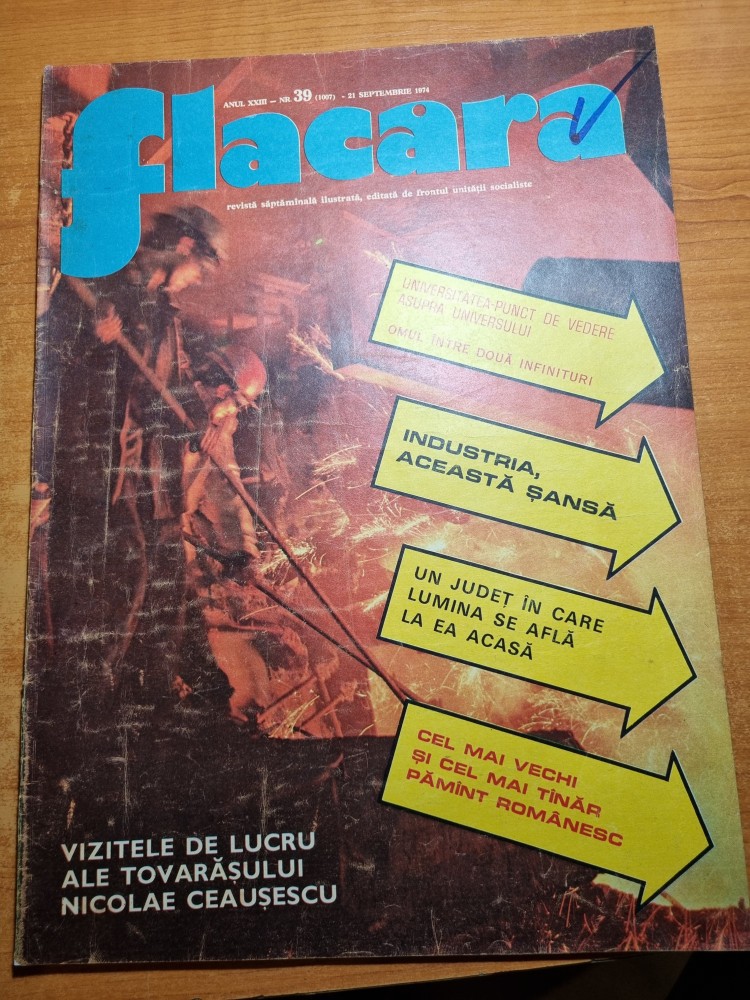 ANUL XXIII — NR. 39 (1007) - 21 SEPTEMBRIE 1974
flacara
revistă săptămînală ilustrată, editată de frontul unității socialiste
UNIVERSITATEA-PUNCT DE VEDERE
ASUPRA UNIVERSULUI
OMUL ÎNTRE DOUĂ INFINITURI
INDUSTRIA,
ACEASTĂ ȘANSĂ
UN JUDEȚ ÎN CARE
LUMINA SE AFLĂ
LA EA ACASĂ
CEL MAI VECHI
ȘI CEL MAI TÎNĂR
PĂMÎNT ROMÂNESC
VIZITELE DE LUCRU
ALE TOVARĂȘULUI
NICOLAE CEAUȘESCU